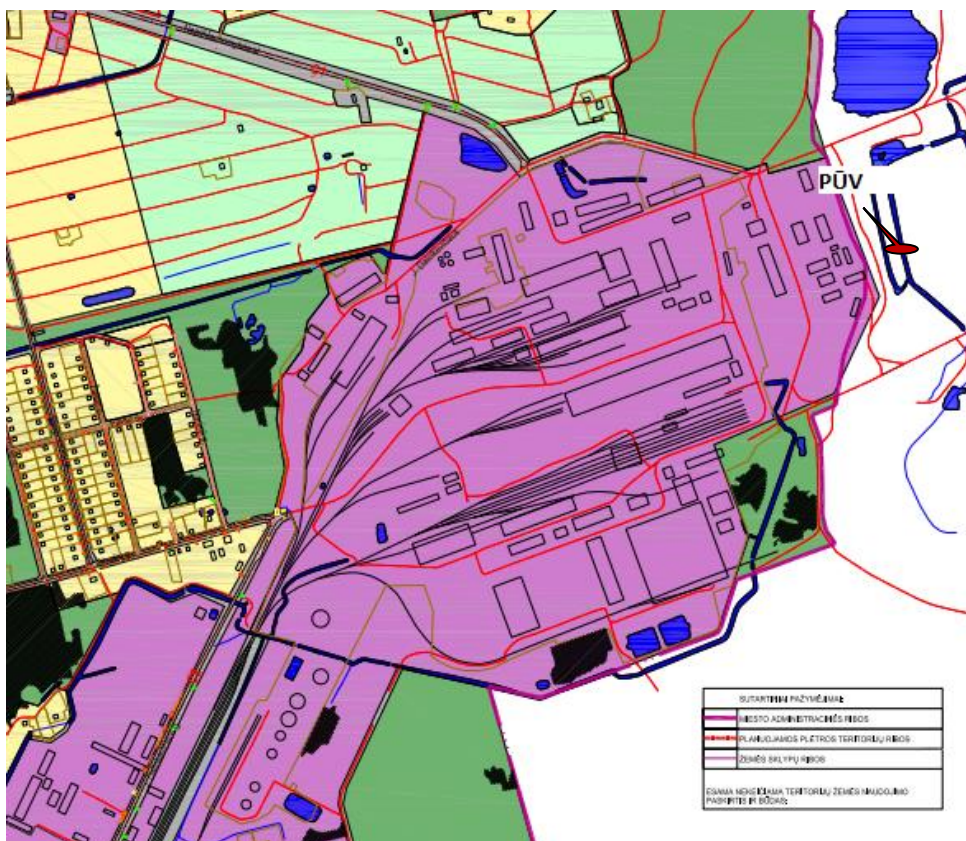 PŪV
SUTARTINIAI PAŽYMĖJIMAI:
MIESTO ADMINISTRACINĖS RIBOS
PLANUOJAMOS PLĖTROS TERITORIJŲ RIBOS
ŽEMĖS SKLYPŲ RIBOS
ESAMA NEKEIČIAMA TERITORIJŲ ŽEMĖS NAUDOJIMO
PASKIRTIS IR BŪDAS: